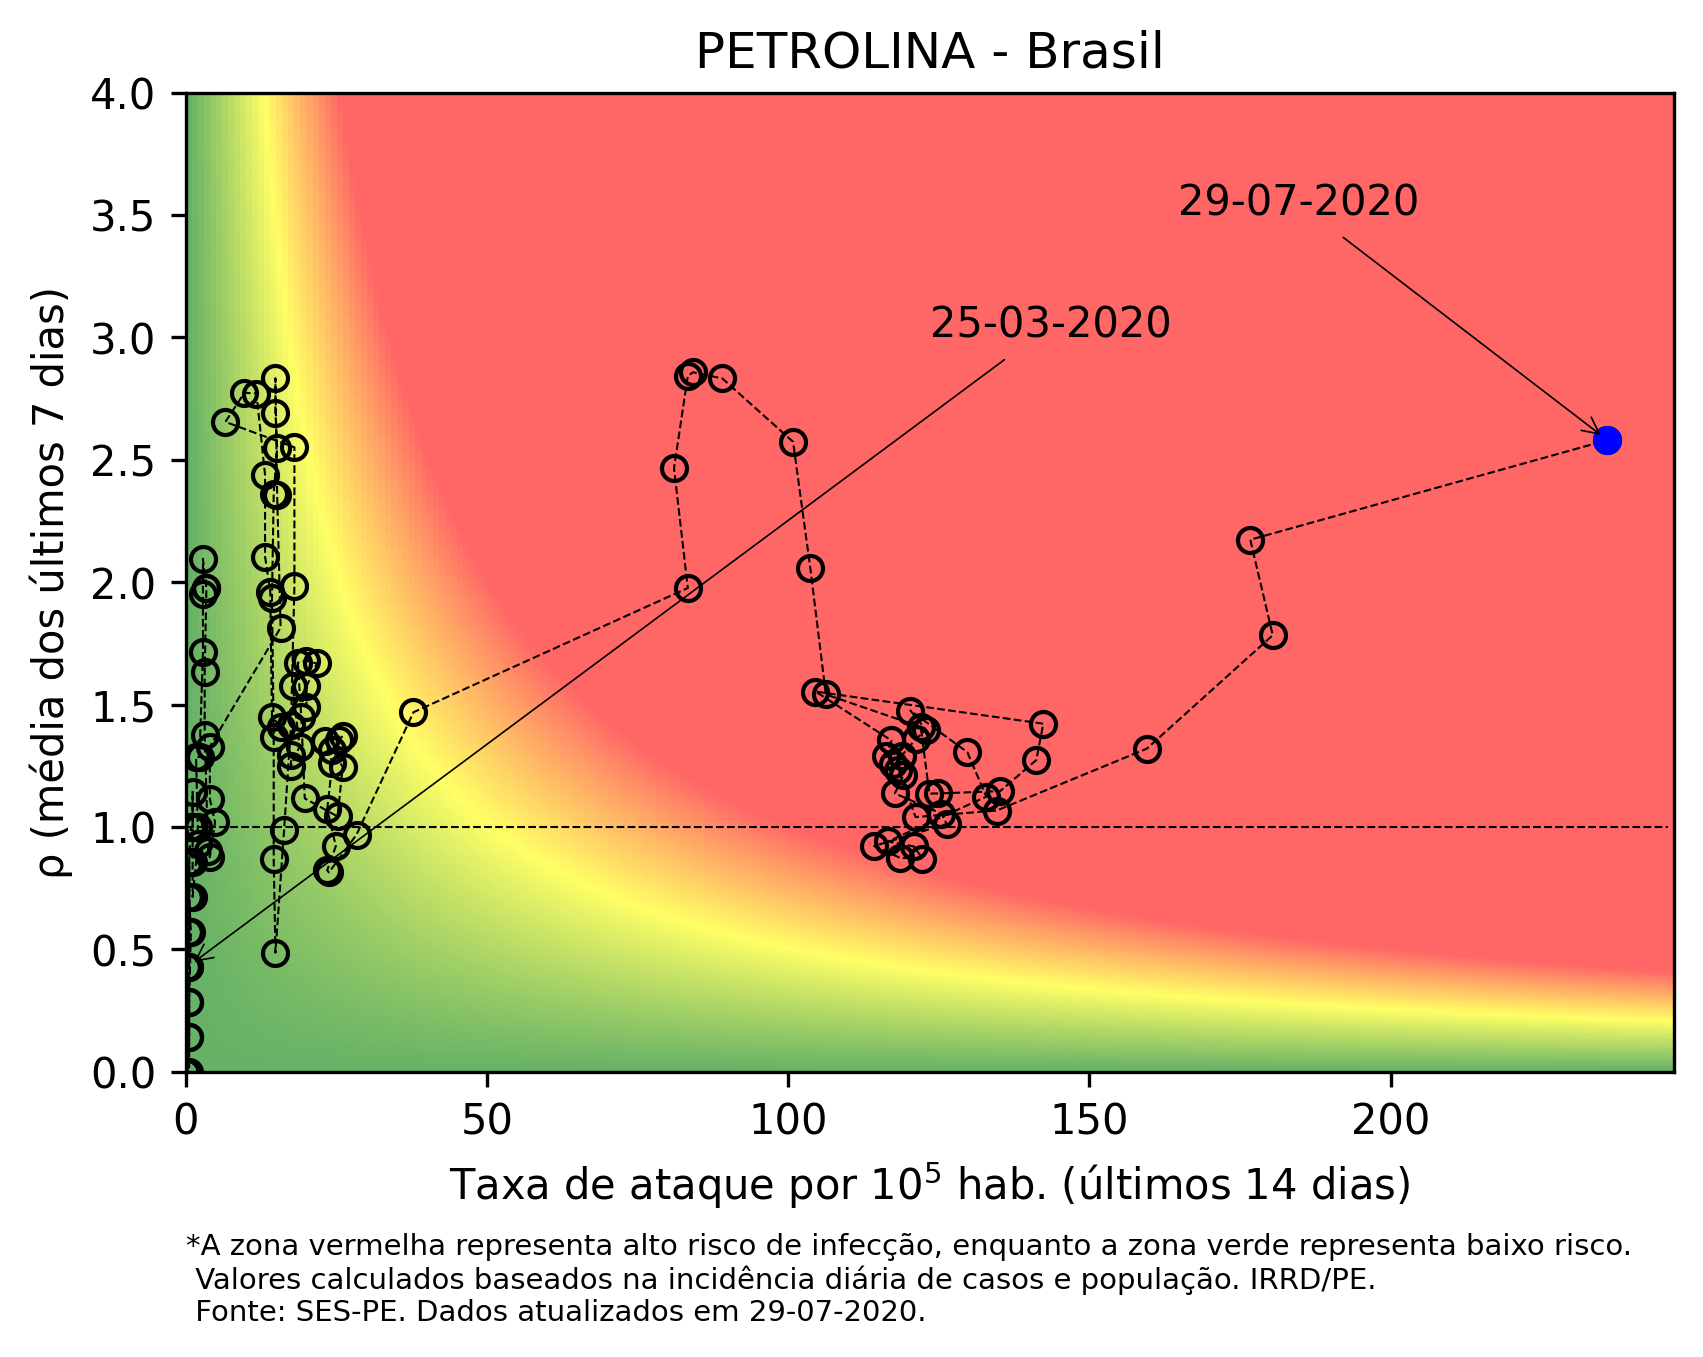 PETROLINA - Brasil
4.0
3.5
3.0
2.5
2.0
1.5
1.0
0.5
0.0
ρ (média dos últimos 7 dias)
29-07-2020
25-03-2020
0 50 100 150 200
Taxa de ataque por 10⁵ hab. (últimos 14 dias)
*A zona vermelha representa alto risco de infecção, enquanto a zona verde representa baixo risco.
Valores calculados baseados na incidência diária de casos e população. IRRD/PE.
Fonte: SES-PE. Dados atualizados em 29-07-2020.